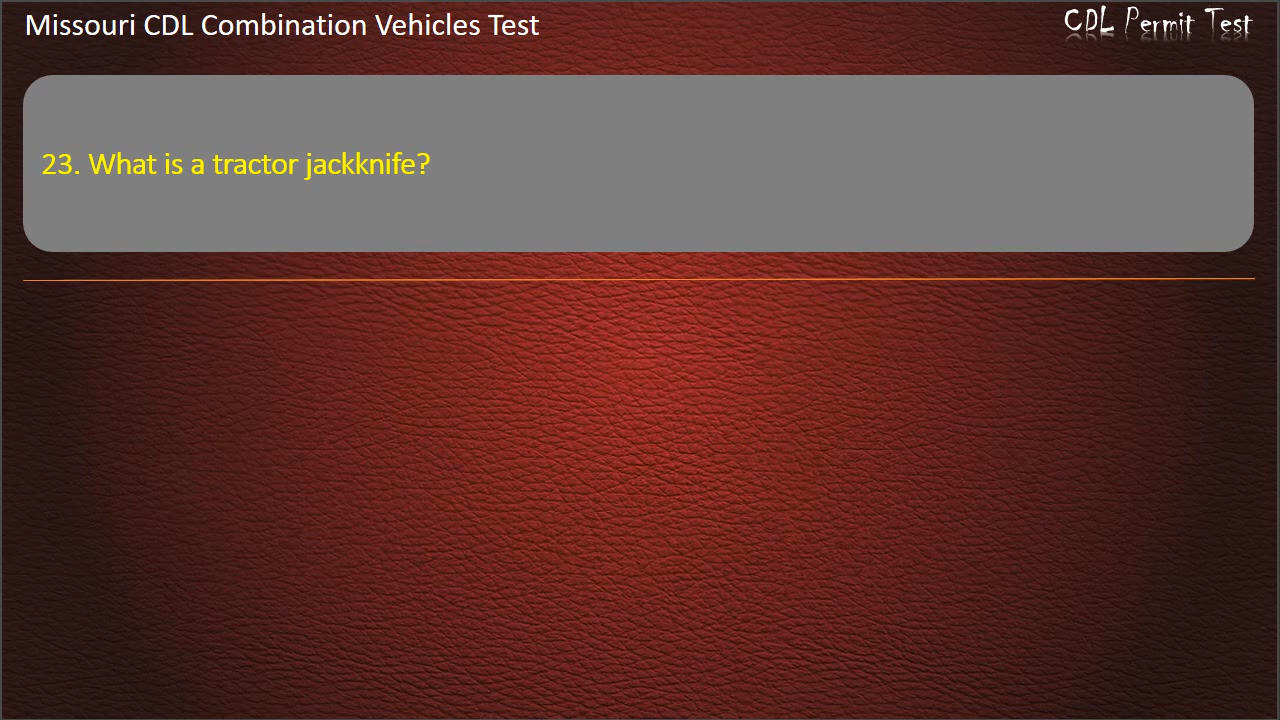 Missouri CDL Combination Vehicles Test
CDL Permit Test
23. What is a tractor jackknife?